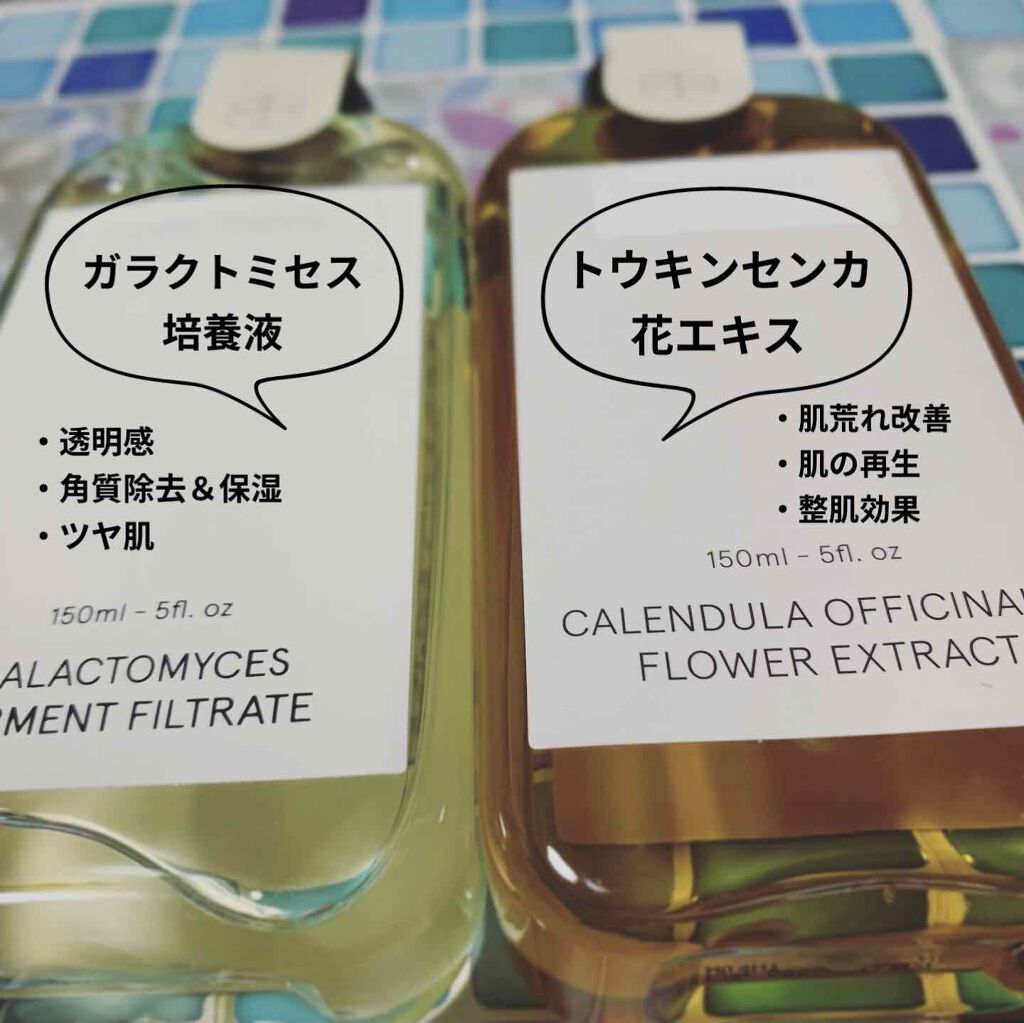 ガラクトミセス
培養液
・透明感
・角質除去＆保湿
・ツヤ肌
150ml - 5fl. oz
ALACTOMYCES
RMENT FILTRATE
トウキンセンカ
花エキス
・肌荒れ改善
・肌の再生
・整肌効果
150ml - 5fl. oz
CALENDULA OFFICINA
FLOWER EXTRACT